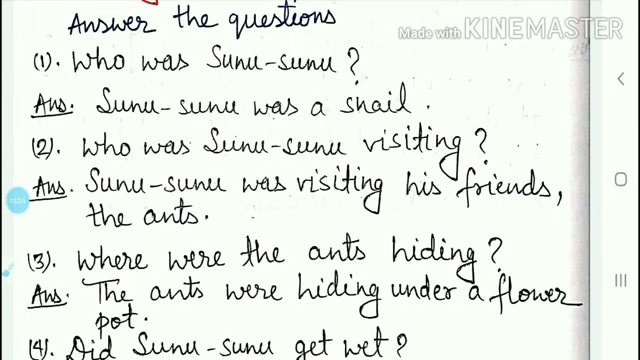 Answer the questions
Made with KINEMASTER
(1). Who was Sunu-sunu?
Ans: Sunu-sunu was a snail.
(2). Who was Sunu-sunu visiting?
Ans. Sunu-sunu was visiting his friends,
the ants.
(3). Where were the ants hiding?
Ans: The ants were hiding under a flower
pot.
(4). Did Sunu-sunu get wet?